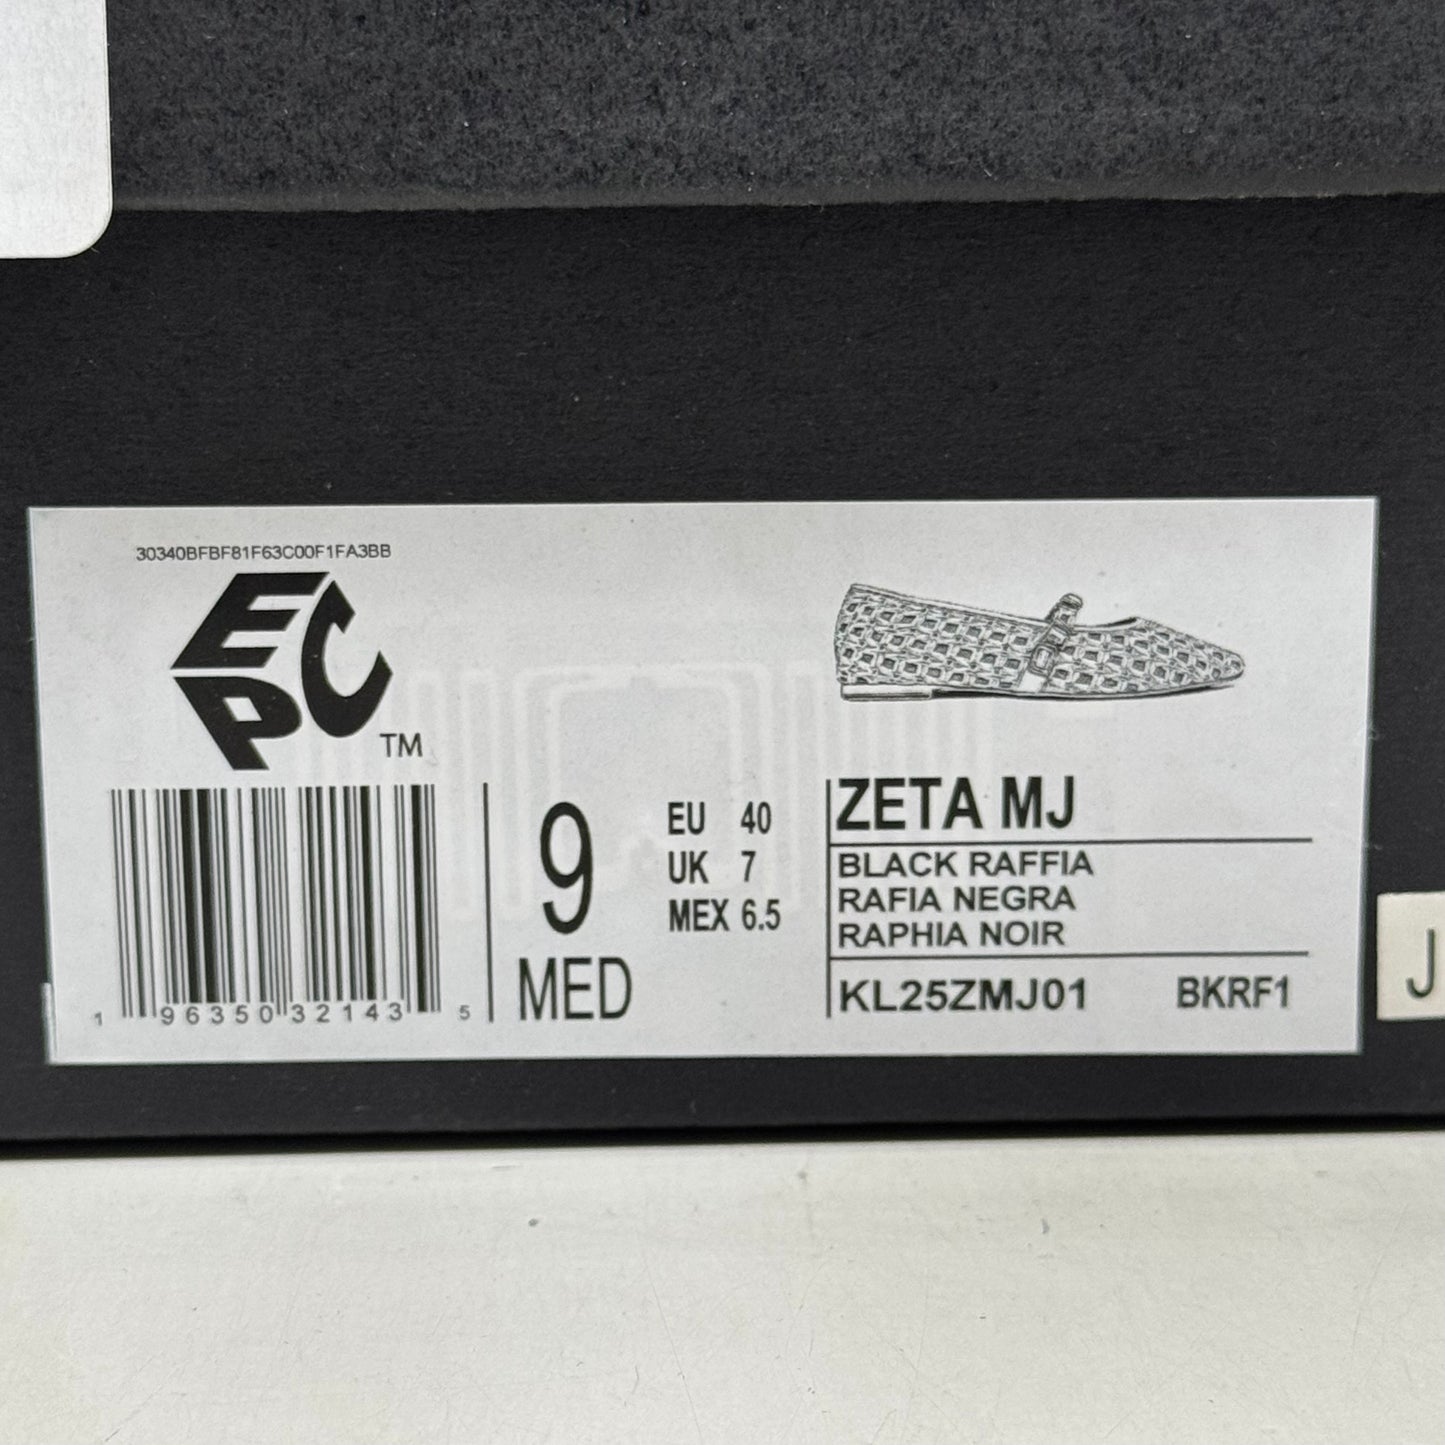 30340BFBF81F63C00F1FA3BB
EPC
TM
1 96350 32143 5
9
MED
EU 40
UK 7
MEX 6.5
ZETA MJ
BLACK RAFFIA
RAFIA NEGRA
RAPHIA NOIR
KL25ZMJ01 BKRF1
J